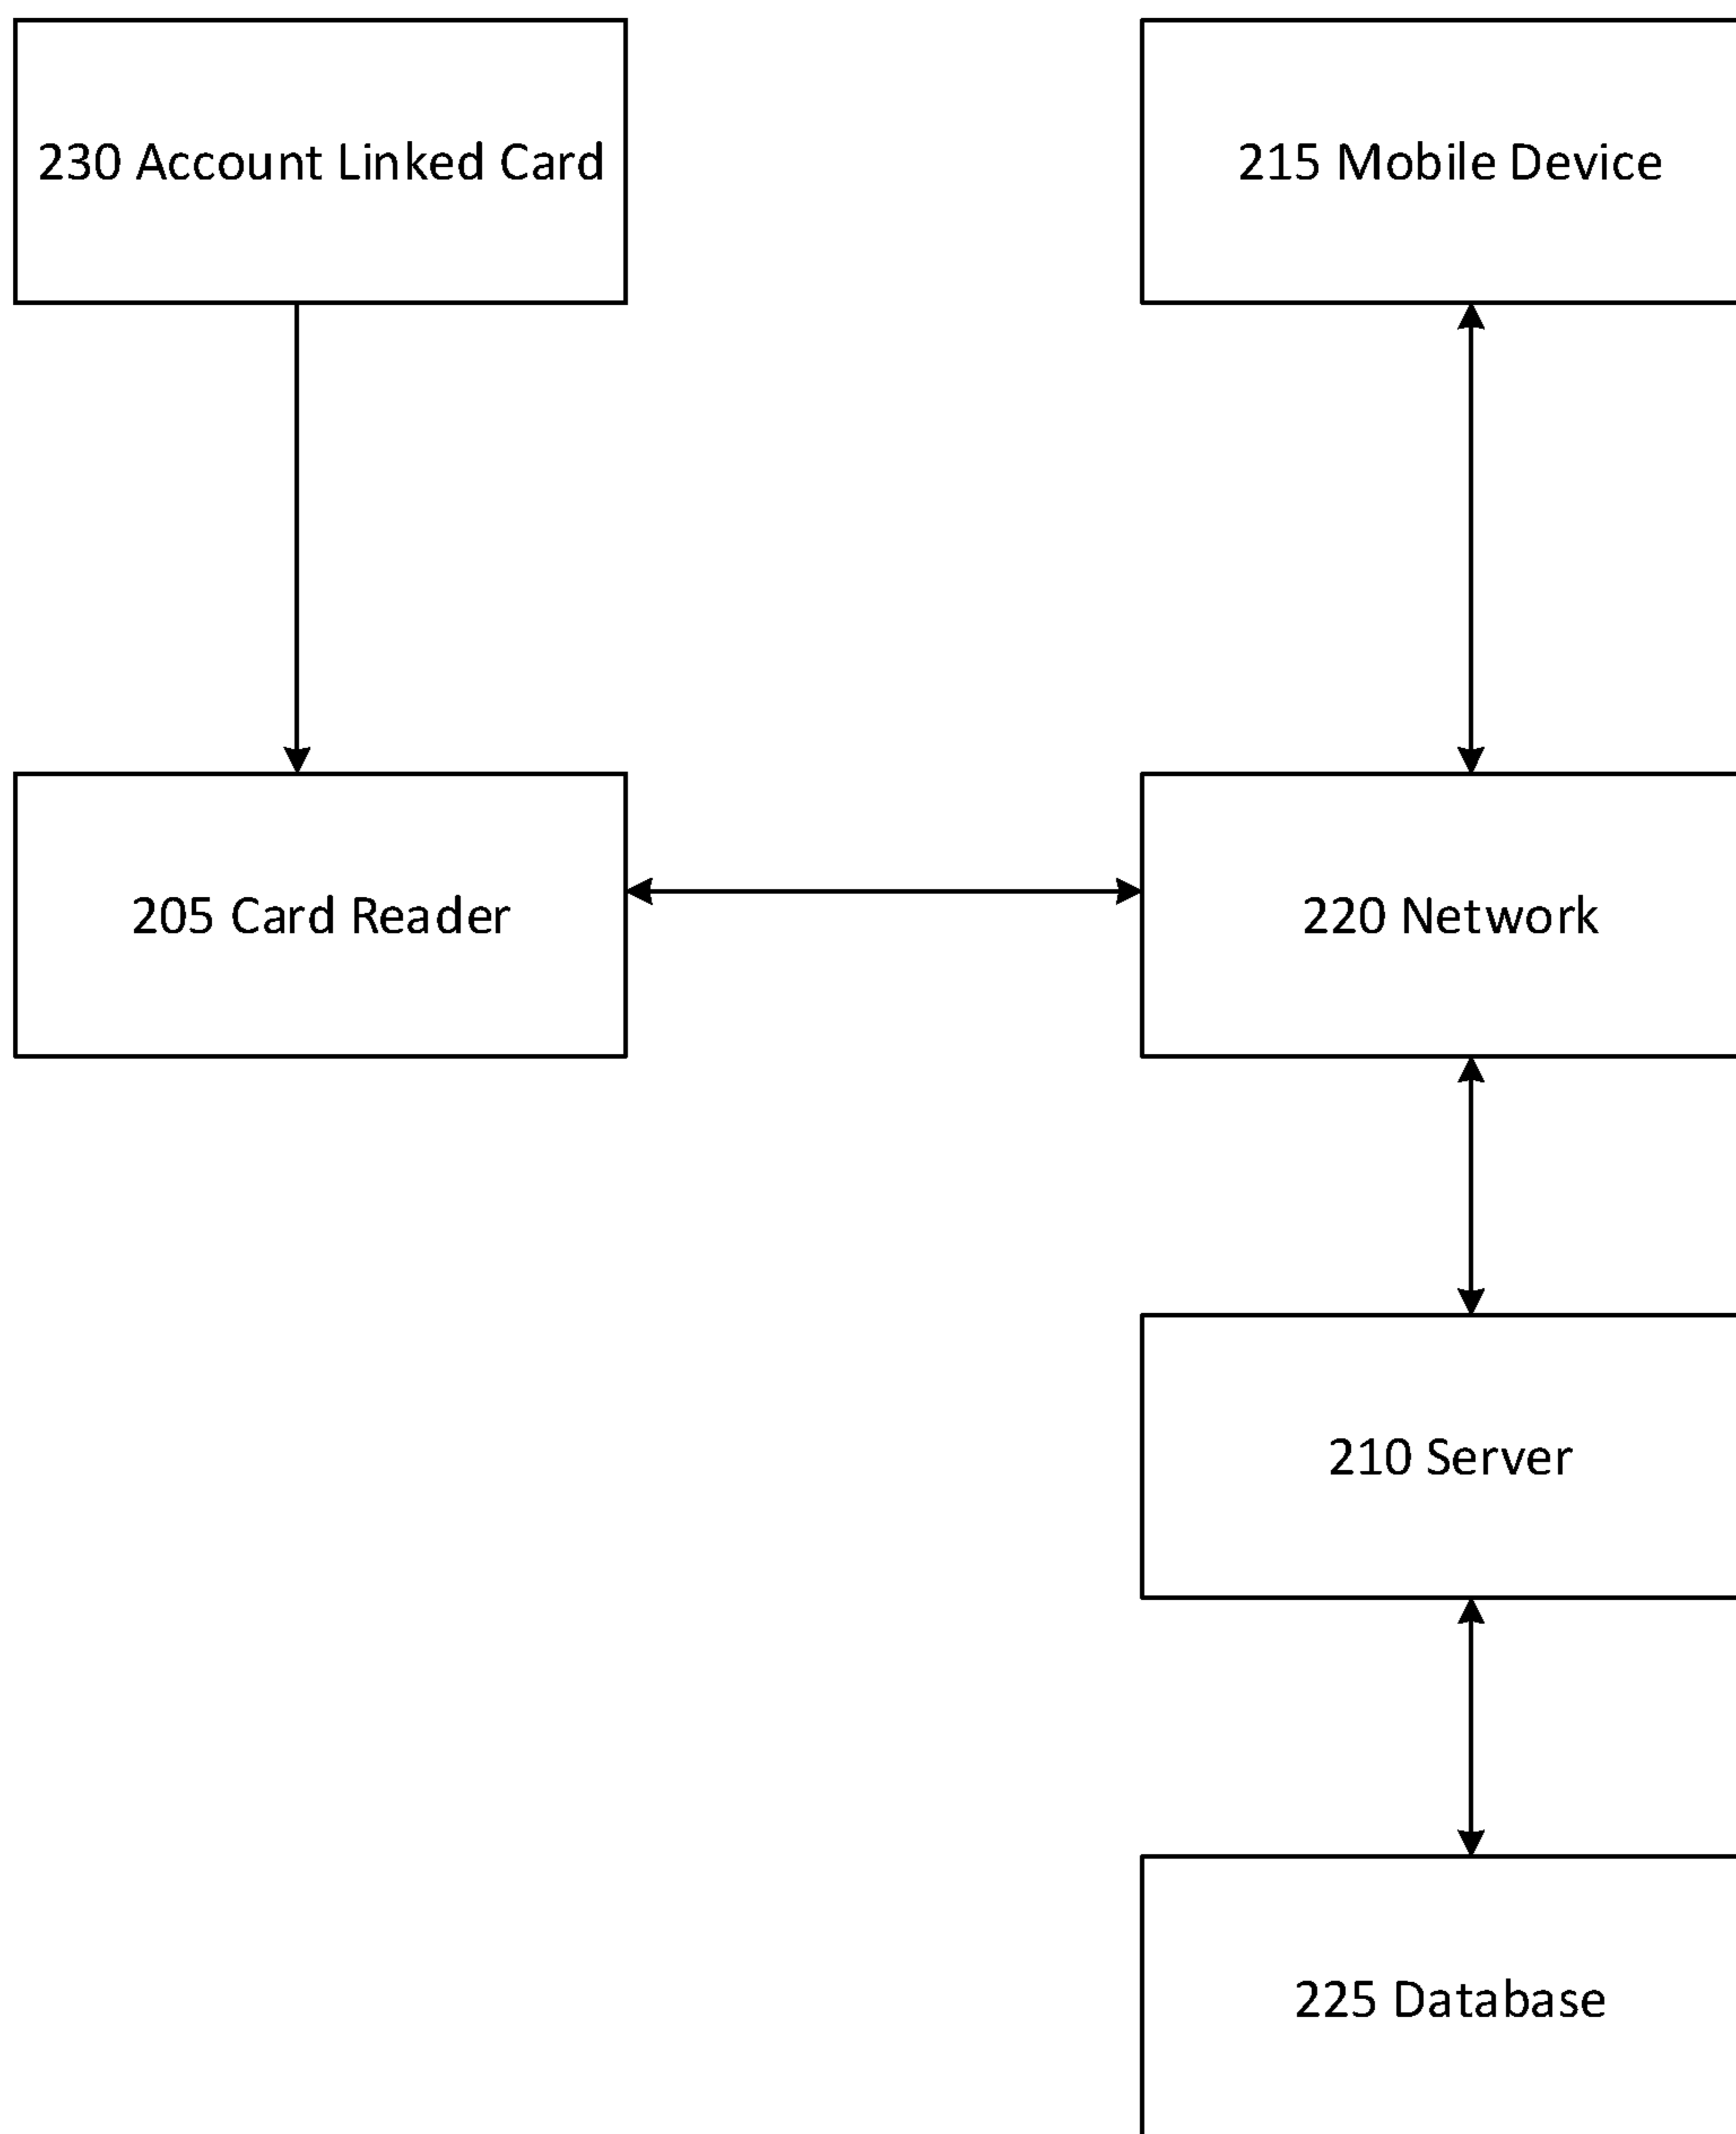 230 Account Linked Card
215 Mobile Device
205 Card Reader
220 Network
210 Server
225 Database